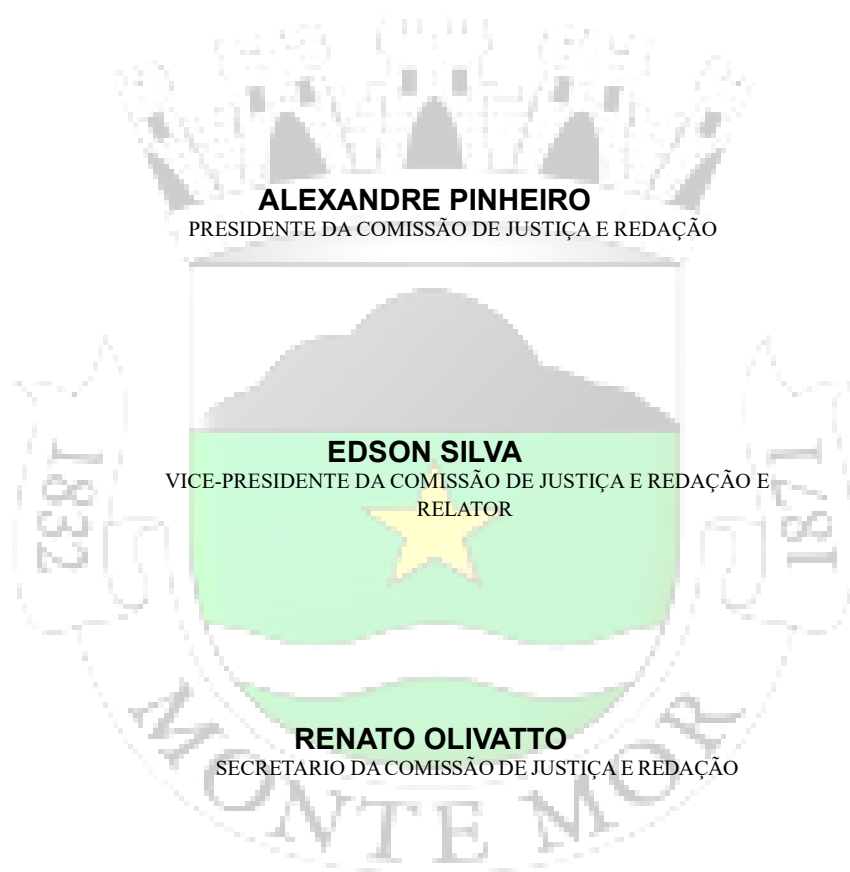 ALEXANDRE PINHEIRO
PRESIDENTE DA COMISSÃO DE JUSTIÇA E REDAÇÃO
EDSON SILVA
VICE-PRESIDENTE DA COMISSÃO DE JUSTIÇA E REDAÇÃO E
RELATOR
1832
1871
RENATO OLIVATTO
SECRETARIO DA COMISSÃO DE JUSTIÇA E REDAÇÃO
MONTE MOR